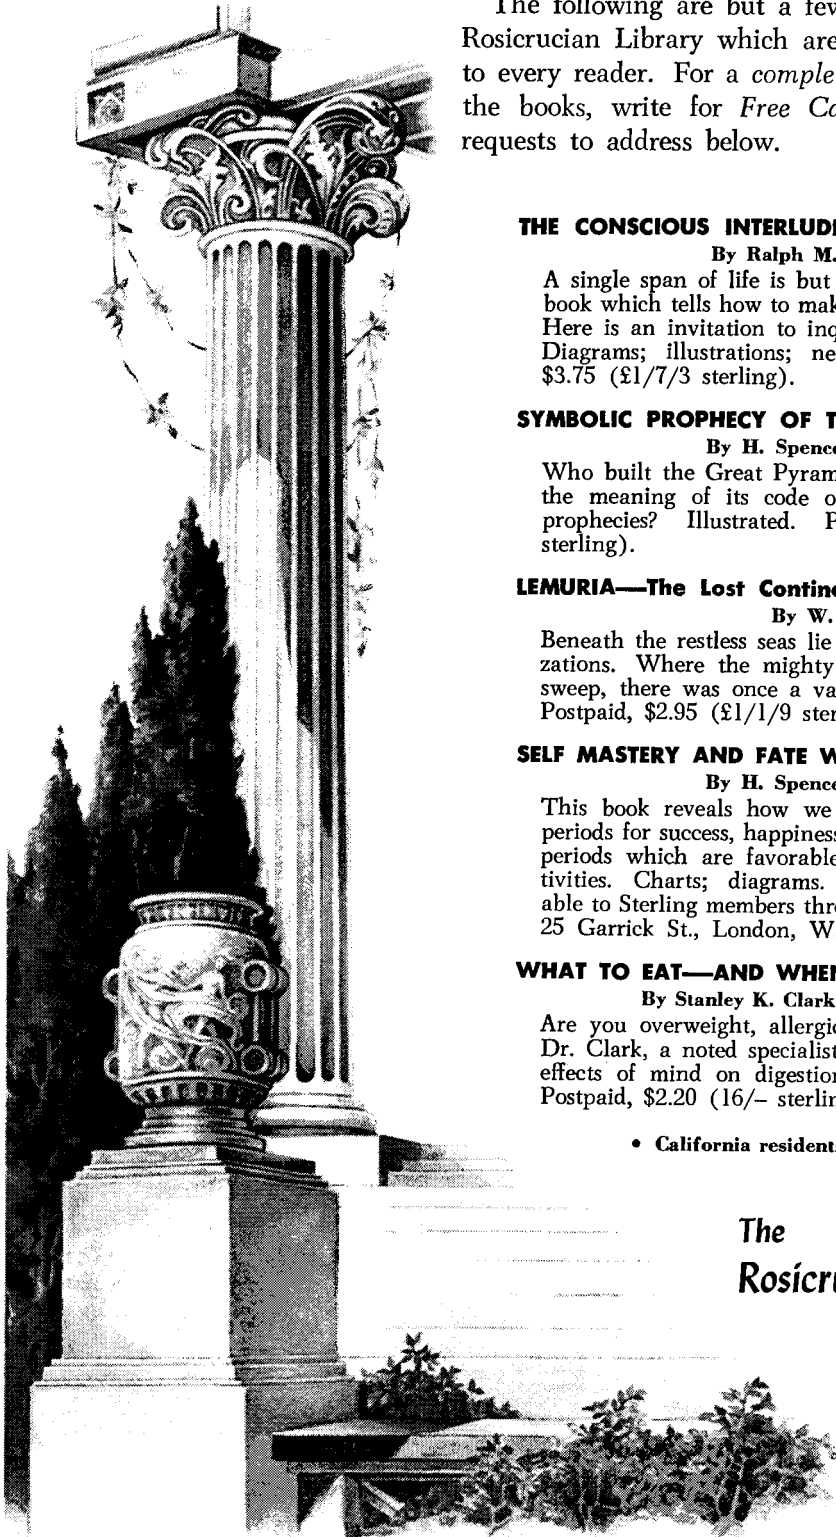 The following are but a few
Rosicrucian Library which are
to every reader. For a comple
the books, write for Free Ca
requests to address below.
THE CONSCIOUS INTERLUDE
By Ralph M.
A single span of life is but
book which tells how to mak
Here is an invitation to inq
Diagrams; illustrations; ne
$3.75 (£1/7/3 sterling).
SYMBOLIC PROPHECY OF T
By H. Spence
Who built the Great Pyram
the meaning of its code o
prophecies? Illustrated. P
sterling).
LEMURIA—The Lost Contine
By W.
Beneath the restless seas lie
zations. Where the mighty
sweep, there was once a va
Postpaid, $2.95 (£1/1/9 ster
SELF MASTERY AND FATE W
By H. Spence
This book reveals how we
periods for success, happiness
periods which are favorable
tivities. Charts; diagrams.
able to Sterling members thro
25 Garrick St., London, W
WHAT TO EAT—AND WHEN
By Stanley K. Clark
Are you overweight, allergic
Dr. Clark, a noted specialist
effects of mind on digestion
Postpaid, $2.20 (16/– sterlin
• California resident
The
Rosicru